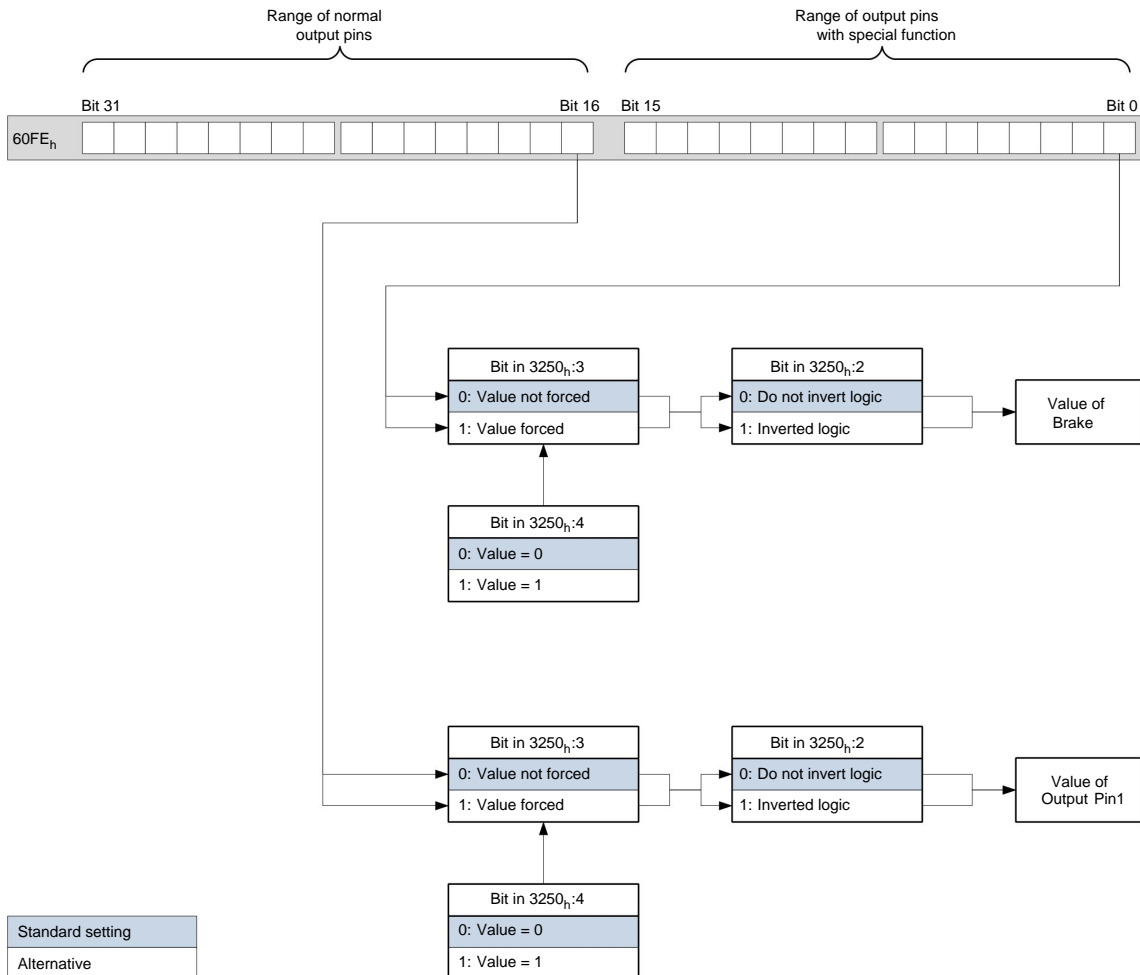 Range of normal
output pins
Range of output pins
with special function
Bit 31
Bit 16
Bit 15
Bit 0
60FEh
Bit in 3250h:3
0: Value not forced
1: Value forced
Bit in 3250h:2
0: Do not invert logic
1: Inverted logic
Value of
Brake
Bit in 3250h:4
0: Value = 0
1: Value = 1
Bit in 3250h:3
0: Value not forced
1: Value forced
Bit in 3250h:2
0: Do not invert logic
1: Inverted logic
Value of
Output Pin1
Bit in 3250h:4
0: Value = 0
1: Value = 1
Standard setting
Alternative